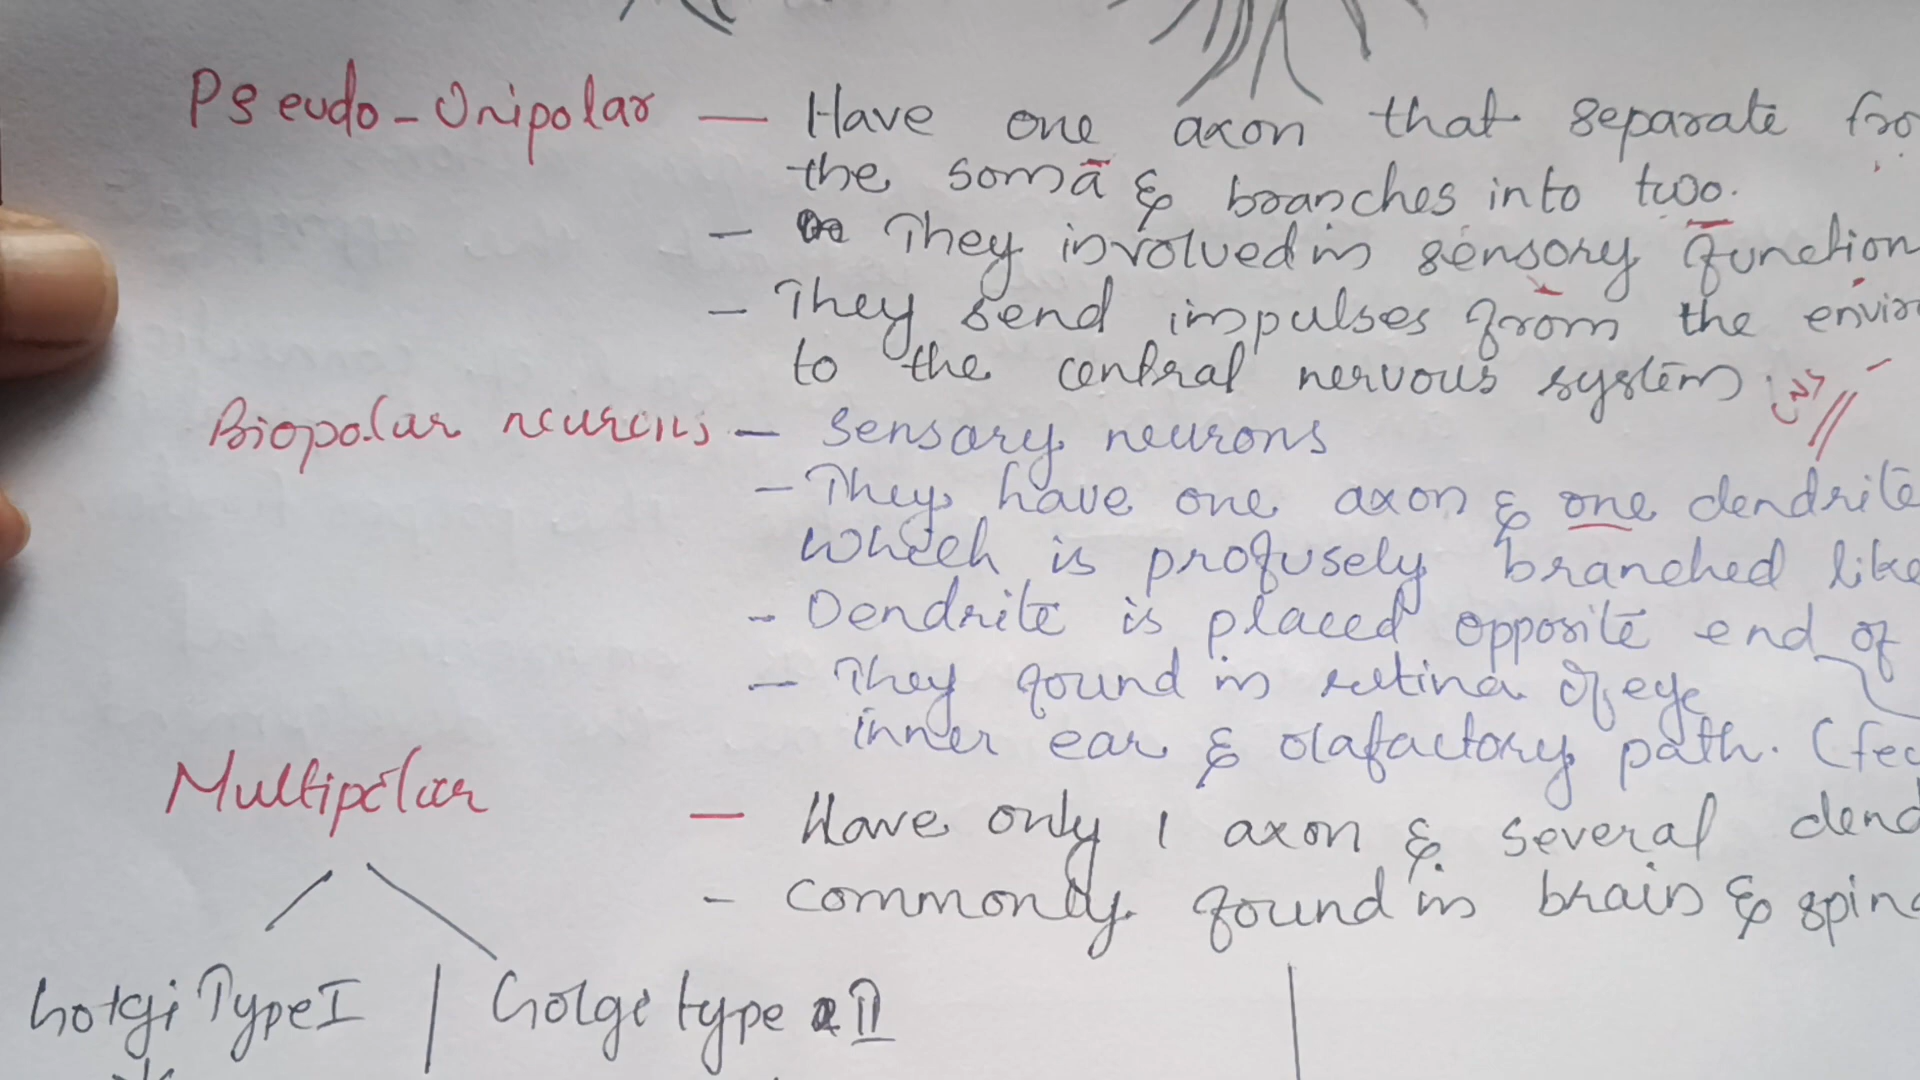 Pseudo-Unipolar — Have one axon that separate fro
the soma & branches into two.
- They involved in sensory function
- They send impulses from the enviro
to the central nervous system
Biopolar neurons - Sensory neurons
- They have one axon & one dendrite
which is profusely branched like
- Dendrite is placed opposite end of
- They found in retina of eye
inner ear & olafactory path. (few
Multipolar — Have only 1 axon & several dend
- commonly found in brain & spina
Golgi Type I | Golgi type II